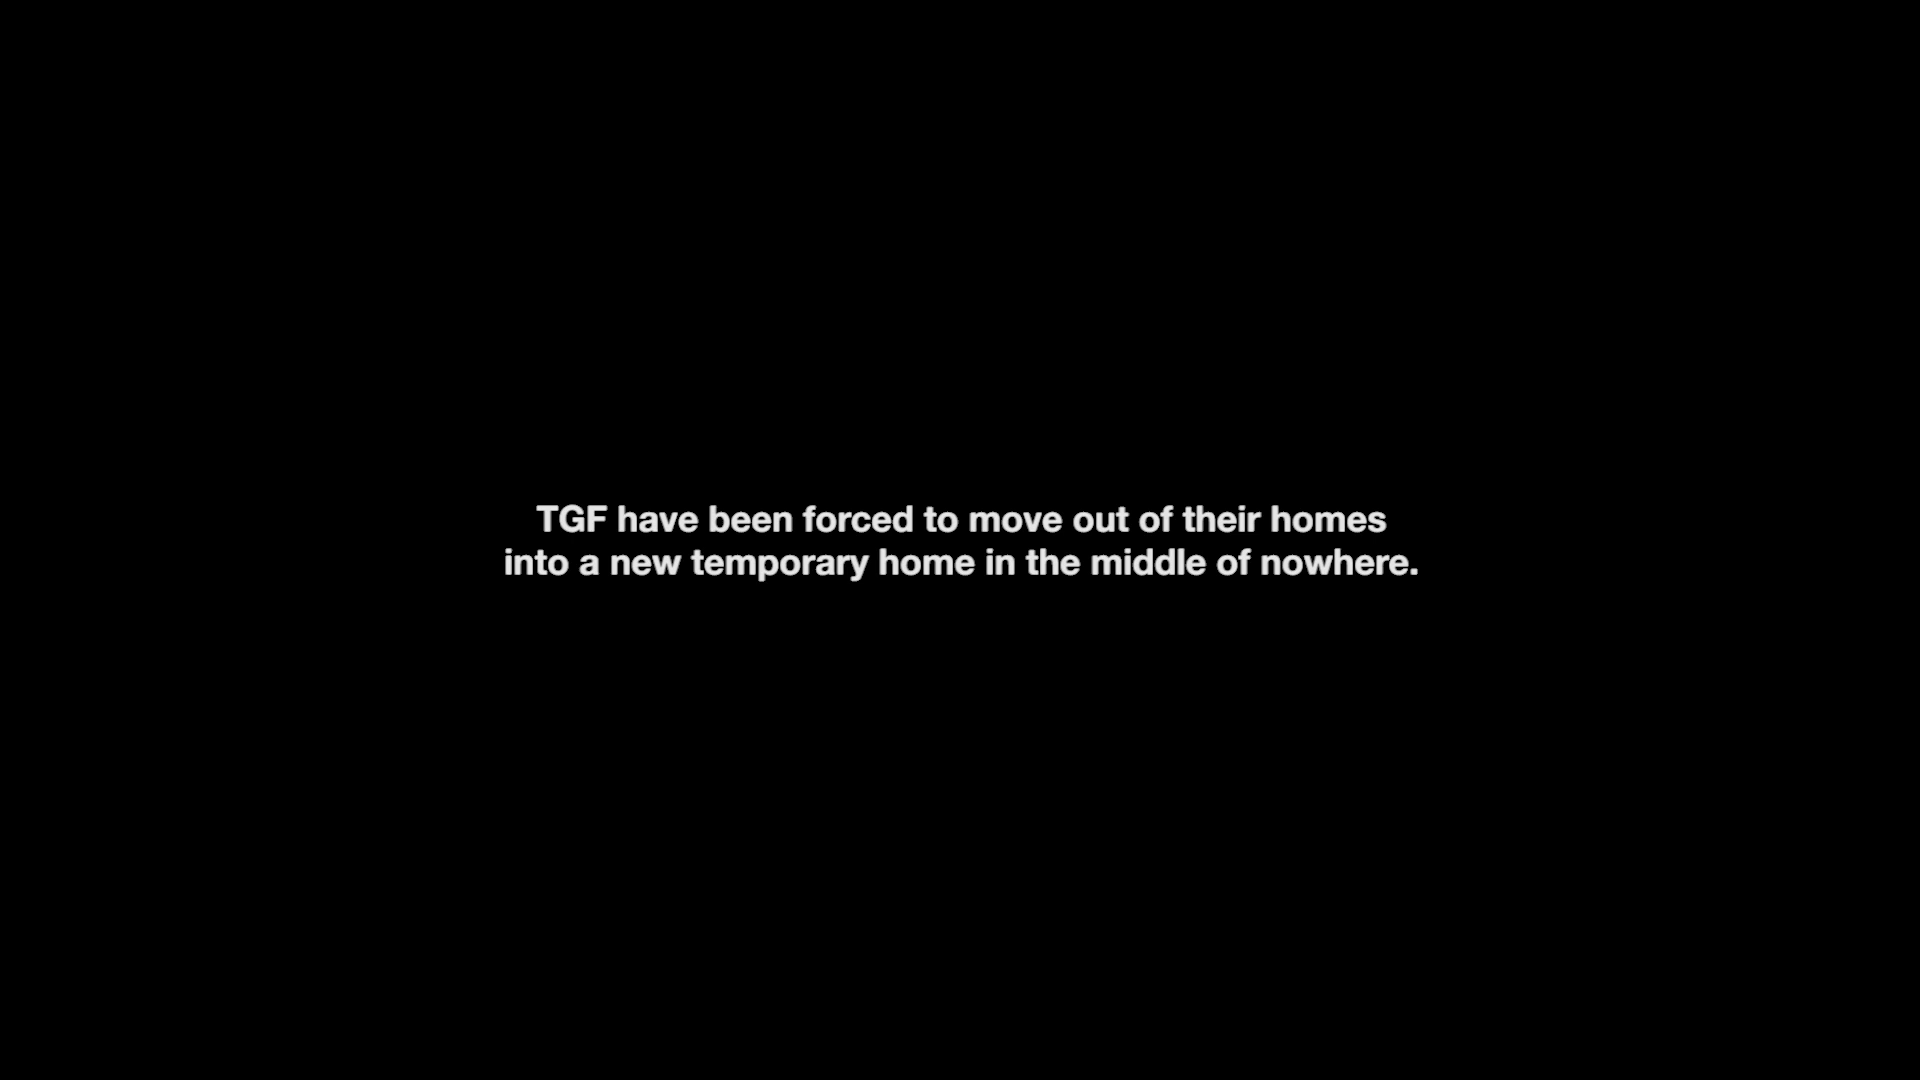 TGF have been forced to move out of their homes
into a new temporary home in the middle of nowhere.